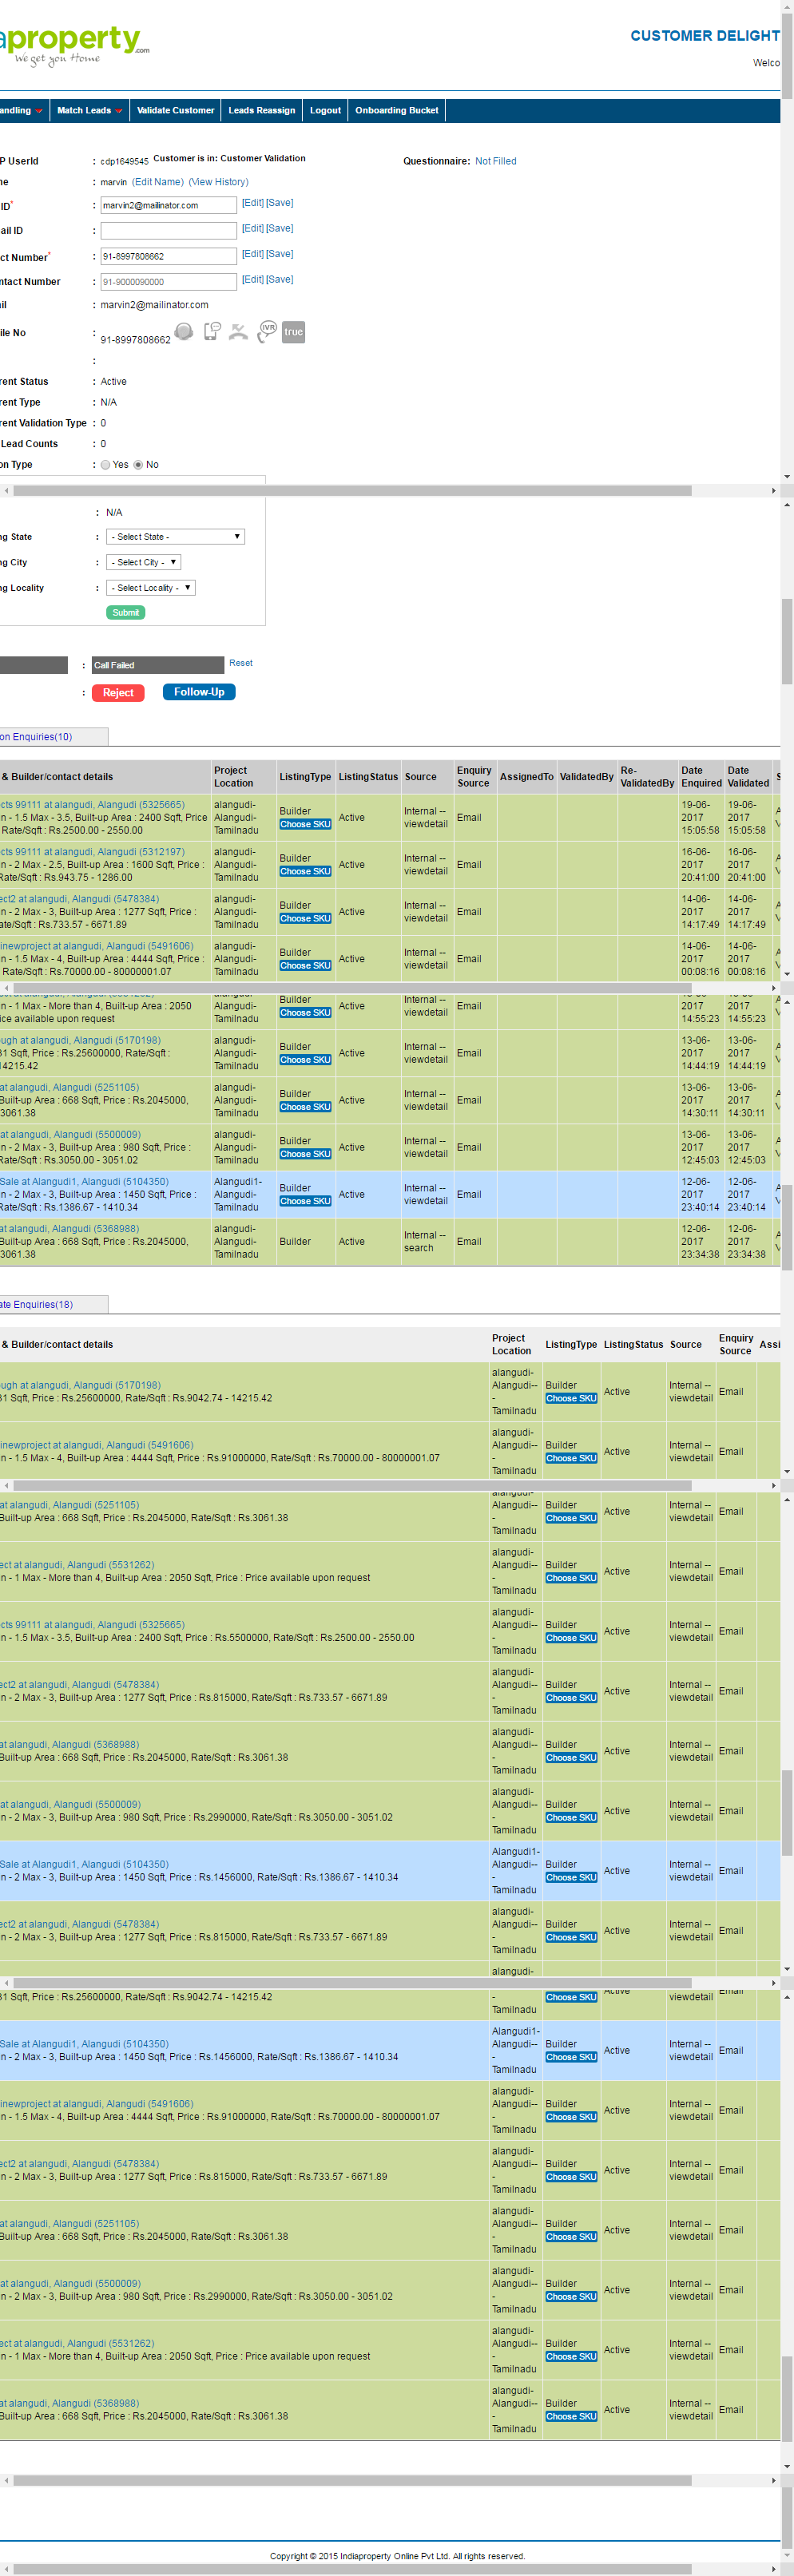 aproperty.com
We get you Home
CUSTOMER DELIGHT
Welco
andling Match Leads Validate Customer Leads Reassign Logout Onboarding Bucket
P UserId : cdp1649545 Customer is in: Customer Validation Questionnaire: Not Filled
ne : marvin (Edit Name) (View History)
ID* : marvin2@mailinator.com [Edit] [Save]
ail ID : [Edit] [Save]
ct Number* : 91-8997808662 [Edit] [Save]
ntact Number : 91-9000090000 [Edit] [Save]
il : marvin2@mailinator.com
ile No : 91-8997808662 IVR true
:
rent Status : Active
rent Type : N/A
rent Validation Type : 0
Lead Counts : 0
on Type : Yes No
: N/A
ng State : - Select State -
ng City : - Select City -
ng Locality : - Select Locality -
Submit
: Call Failed Reset
: Reject Follow-Up
on Enquiries(10)
& Builder/contact details Project Location ListingType ListingStatus Source Enquiry Source AssignedTo ValidatedBy Re-ValidatedBy Date Enquired Date Validated S
cts 99111 at alangudi, Alangudi (5325665)
n - 1.5 Max - 3.5, Built-up Area : 2400 Sqft, Price
Rate/Sqft : Rs.2500.00 - 2550.00 alangudi-Alangudi-Tamilnadu Builder Choose SKU Active Internal -- viewdetail Email 19-06-2017 15:05:58 19-06-2017 15:05:58
cts 99111 at alangudi, Alangudi (5312197)
n - 2 Max - 2.5, Built-up Area : 1600 Sqft, Price :
Rate/Sqft : Rs.943.75 - 1286.00 alangudi-Alangudi-Tamilnadu Builder Choose SKU Active Internal -- viewdetail Email 16-06-2017 20:41:00 16-06-2017 20:41:00
ect2 at alangudi, Alangudi (5478384)
n - 2 Max - 3, Built-up Area : 1277 Sqft, Price :
ate/Sqft : Rs.733.57 - 6671.89 alangudi-Alangudi-Tamilnadu Builder Choose SKU Active Internal -- viewdetail Email 14-06-2017 14:17:49 14-06-2017 14:17:49
inewproject at alangudi, Alangudi (5491606)
n - 1.5 Max - 4, Built-up Area : 4444 Sqft, Price :
Rate/Sqft : Rs.70000.00 - 80000001.07 alangudi-Alangudi-Tamilnadu Builder Choose SKU Active Internal -- viewdetail Email 14-06-2017 00:08:16 14-06-2017 00:08:16
n - 1 Max - More than 4, Built-up Area : 2050
ice available upon request Alangudi-Tamilnadu Builder Choose SKU Active Internal -- viewdetail Email 2017 14:55:23 2017 14:55:23
ough at alangudi, Alangudi (5170198)
31 Sqft, Price : Rs.25600000, Rate/Sqft :
14215.42 alangudi-Alangudi-Tamilnadu Builder Choose SKU Active Internal -- viewdetail Email 13-06-2017 14:44:19 13-06-2017 14:44:19
at alangudi, Alangudi (5251105)
Built-up Area : 668 Sqft, Price : Rs.2045000,
3061.38 alangudi-Alangudi-Tamilnadu Builder Choose SKU Active Internal -- viewdetail Email 13-06-2017 14:30:11 13-06-2017 14:30:11
at alangudi, Alangudi (5500009)
n - 2 Max - 3, Built-up Area : 980 Sqft, Price :
Rate/Sqft : Rs.3050.00 - 3051.02 alangudi-Alangudi-Tamilnadu Builder Choose SKU Active Internal -- viewdetail Email 13-06-2017 12:45:03 13-06-2017 12:45:03
Sale at Alangudi1, Alangudi (5104350)
n - 2 Max - 3, Built-up Area : 1450 Sqft, Price :
Rate/Sqft : Rs.1386.67 - 1410.34 Alangudi1-Alangudi-Tamilnadu Builder Choose SKU Active Internal -- viewdetail Email 12-06-2017 23:40:14 12-06-2017 23:40:14
at alangudi, Alangudi (5368988)
Built-up Area : 668 Sqft, Price : Rs.2045000,
3061.38 alangudi-Alangudi-Tamilnadu Builder Active Internal -- search Email 12-06-2017 23:34:38 12-06-2017 23:34:38
ate Enquiries(18)
& Builder/contact details Project Location ListingType ListingStatus Source Enquiry Source Assi
ough at alangudi, Alangudi (5170198)
31 Sqft, Price : Rs.25600000, Rate/Sqft : Rs.9042.74 - 14215.42 alangudi-Alangudi--- Tamilnadu Builder Choose SKU Active Internal -- viewdetail Email
inewproject at alangudi, Alangudi (5491606)
n - 1.5 Max - 4, Built-up Area : 4444 Sqft, Price : Rs.91000000, Rate/Sqft : Rs.70000.00 - 80000001.07 alangudi-Alangudi--- Tamilnadu Builder Choose SKU Active Internal -- viewdetail Email
at alangudi, Alangudi (5251105)
Built-up Area : 668 Sqft, Price : Rs.2045000, Rate/Sqft : Rs.3061.38 alangudi-Alangudi--- Tamilnadu Builder Choose SKU Active Internal -- viewdetail Email
ect at alangudi, Alangudi (5531262)
n - 1 Max - More than 4, Built-up Area : 2050 Sqft, Price : Price available upon request alangudi-Alangudi--- Tamilnadu Builder Choose SKU Active Internal -- viewdetail Email
cts 99111 at alangudi, Alangudi (5325665)
n - 1.5 Max - 3.5, Built-up Area : 2400 Sqft, Price : Rs.5500000, Rate/Sqft : Rs.2500.00 - 2550.00 alangudi-Alangudi--- Tamilnadu Builder Choose SKU Active Internal -- viewdetail Email
ect2 at alangudi, Alangudi (5478384)
n - 2 Max - 3, Built-up Area : 1277 Sqft, Price : Rs.815000, Rate/Sqft : Rs.733.57 - 6671.89 alangudi-Alangudi--- Tamilnadu Builder Choose SKU Active Internal -- viewdetail Email
at alangudi, Alangudi (5368988)
Built-up Area : 668 Sqft, Price : Rs.2045000, Rate/Sqft : Rs.3061.38 alangudi-Alangudi--- Tamilnadu Builder Choose SKU Active Internal -- viewdetail Email
at alangudi, Alangudi (5500009)
n - 2 Max - 3, Built-up Area : 980 Sqft, Price : Rs.2990000, Rate/Sqft : Rs.3050.00 - 3051.02 alangudi-Alangudi--- Tamilnadu Builder Choose SKU Active Internal -- viewdetail Email
Sale at Alangudi1, Alangudi (5104350)
n - 2 Max - 3, Built-up Area : 1450 Sqft, Price : Rs.1456000, Rate/Sqft : Rs.1386.67 - 1410.34 Alangudi1-Alangudi--- Tamilnadu Builder Choose SKU Active Internal -- viewdetail Email
ect2 at alangudi, Alangudi (5478384)
n - 2 Max - 3, Built-up Area : 1277 Sqft, Price : Rs.815000, Rate/Sqft : Rs.733.57 - 6671.89 alangudi-Alangudi--- Tamilnadu Builder Choose SKU Active Internal -- viewdetail Email
alangudi-
31 Sqft, Price : Rs.25600000, Rate/Sqft : Rs.9042.74 - 14215.42 - Tamilnadu Choose SKU Active viewdetail Email
Sale at Alangudi1, Alangudi (5104350)
n - 2 Max - 3, Built-up Area : 1450 Sqft, Price : Rs.1456000, Rate/Sqft : Rs.1386.67 - 1410.34 Alangudi1-Alangudi--- Tamilnadu Builder Choose SKU Active Internal -- viewdetail Email
inewproject at alangudi, Alangudi (5491606)
n - 1.5 Max - 4, Built-up Area : 4444 Sqft, Price : Rs.91000000, Rate/Sqft : Rs.70000.00 - 80000001.07 alangudi-Alangudi--- Tamilnadu Builder Choose SKU Active Internal -- viewdetail Email
ect2 at alangudi, Alangudi (5478384)
n - 2 Max - 3, Built-up Area : 1277 Sqft, Price : Rs.815000, Rate/Sqft : Rs.733.57 - 6671.89 alangudi-Alangudi--- Tamilnadu Builder Choose SKU Active Internal -- viewdetail Email
at alangudi, Alangudi (5251105)
Built-up Area : 668 Sqft, Price : Rs.2045000, Rate/Sqft : Rs.3061.38 alangudi-Alangudi--- Tamilnadu Builder Choose SKU Active Internal -- viewdetail Email
at alangudi, Alangudi (5500009)
n - 2 Max - 3, Built-up Area : 980 Sqft, Price : Rs.2990000, Rate/Sqft : Rs.3050.00 - 3051.02 alangudi-Alangudi--- Tamilnadu Builder Choose SKU Active Internal -- viewdetail Email
ect at alangudi, Alangudi (5531262)
n - 1 Max - More than 4, Built-up Area : 2050 Sqft, Price : Price available upon request alangudi-Alangudi--- Tamilnadu Builder Choose SKU Active Internal -- viewdetail Email
at alangudi, Alangudi (5368988)
Built-up Area : 668 Sqft, Price : Rs.2045000, Rate/Sqft : Rs.3061.38 alangudi-Alangudi--- Tamilnadu Builder Choose SKU Active Internal -- viewdetail Email
Copyright © 2015 Indiaproperty Online Pvt Ltd. All rights reserved.